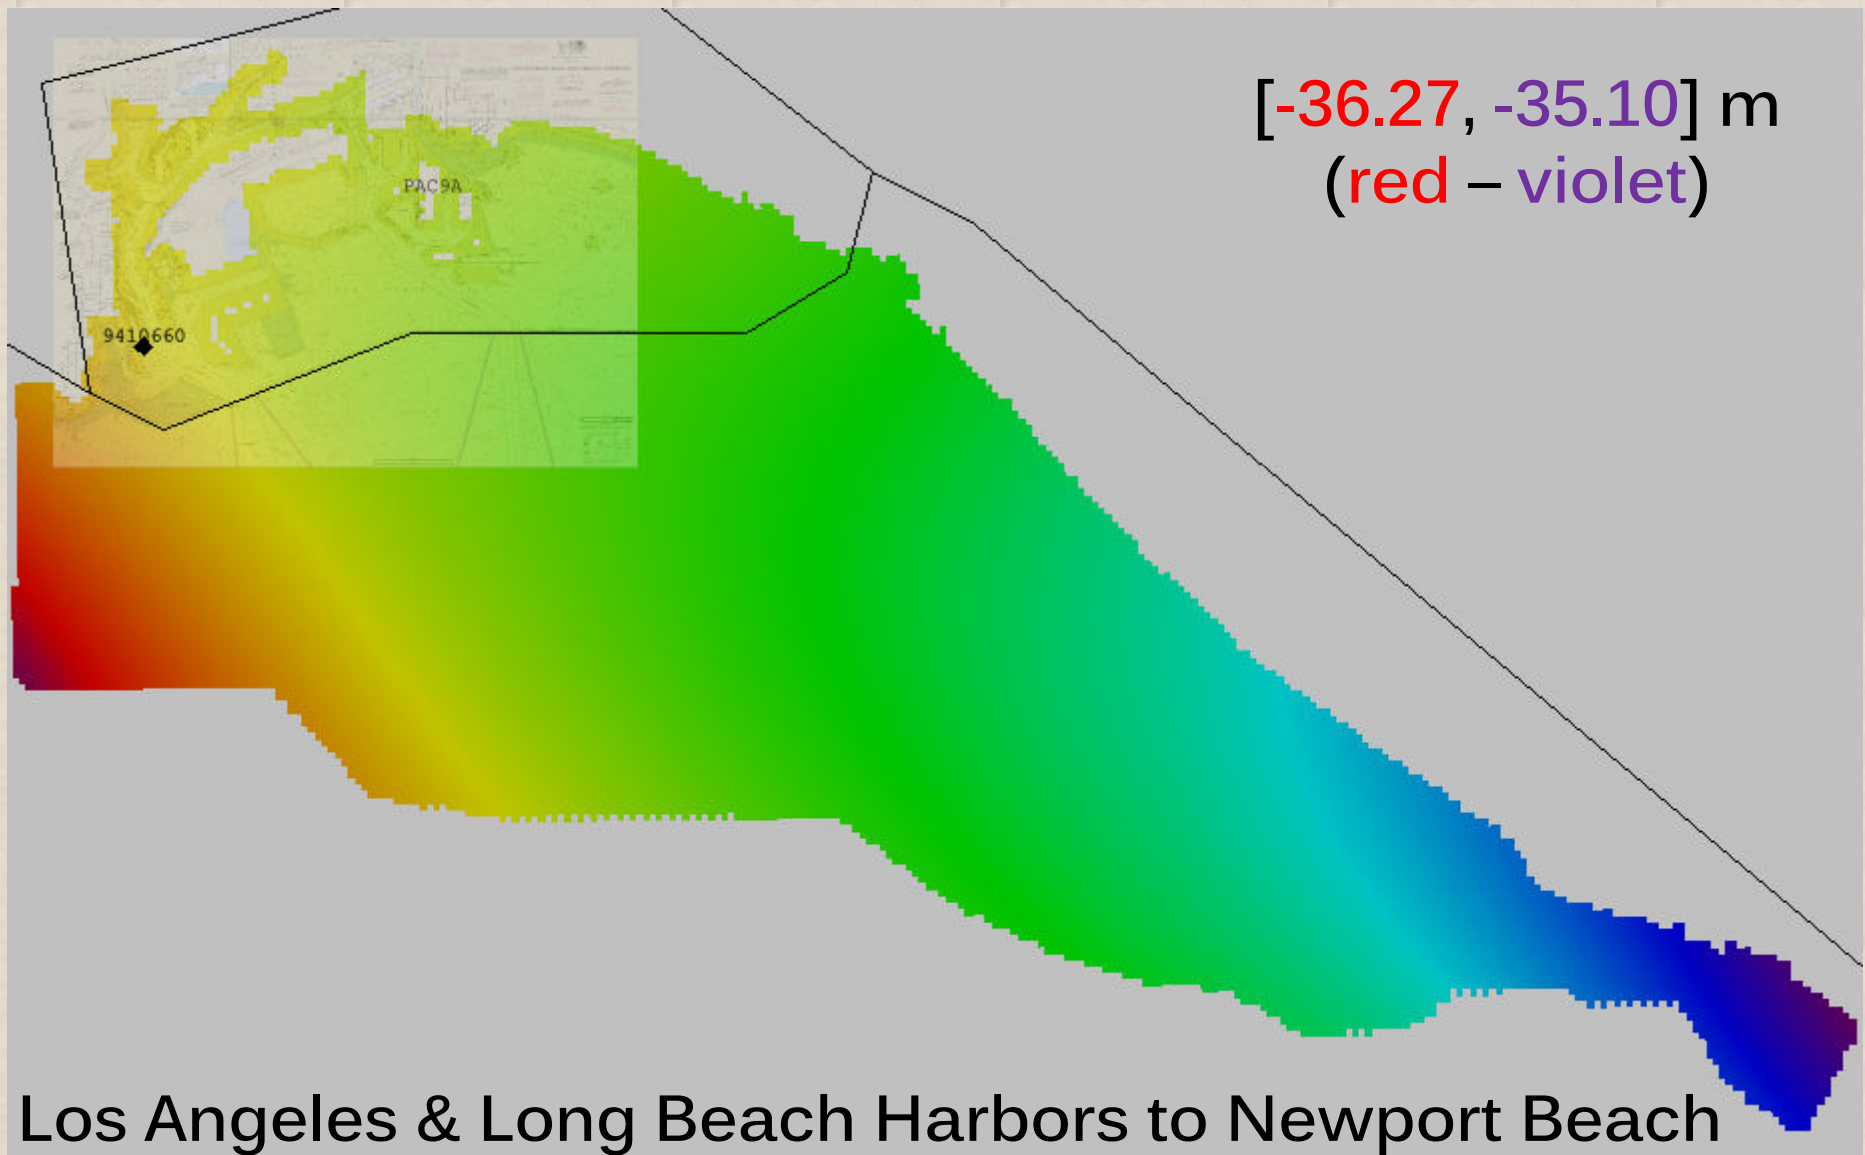 [-36.27, -35.10] m
(red – violet)
PAC9A
9410660
Los Angeles & Long Beach Harbors to Newport Beach